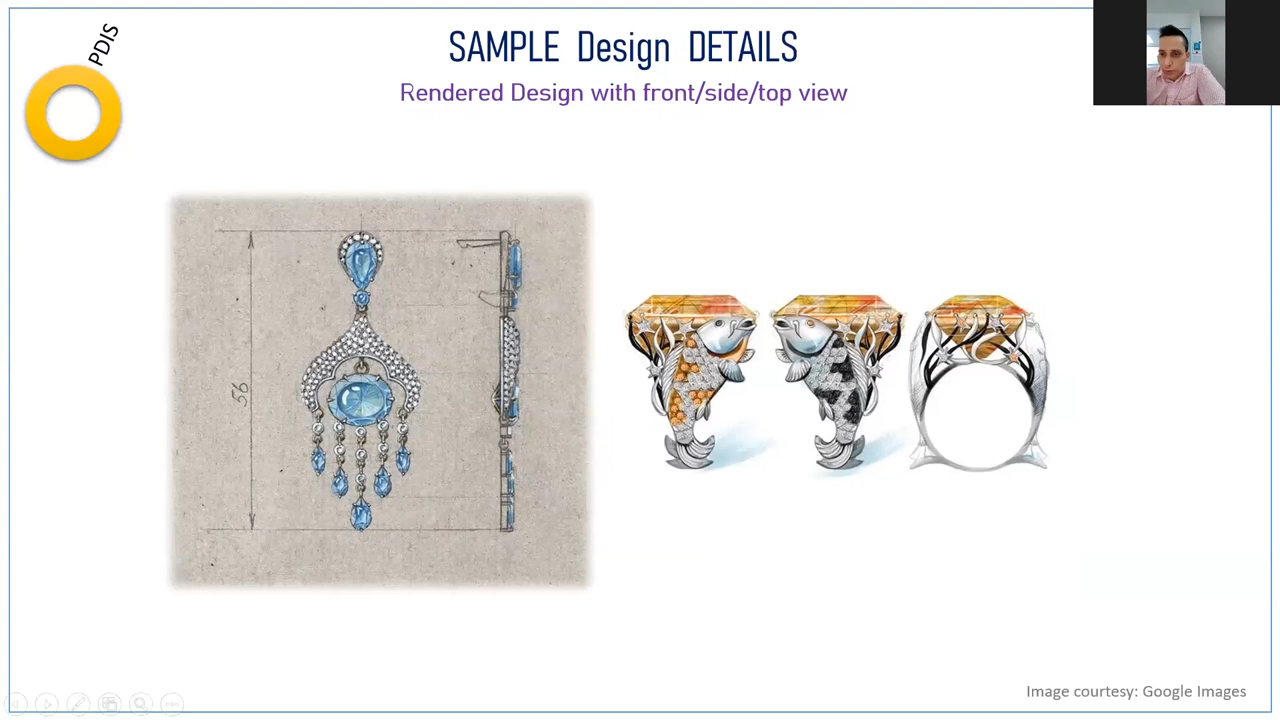 PDIS
SAMPLE Design DETAILS
Rendered Design with front/side/top view
56
Image courtesy: Google Images